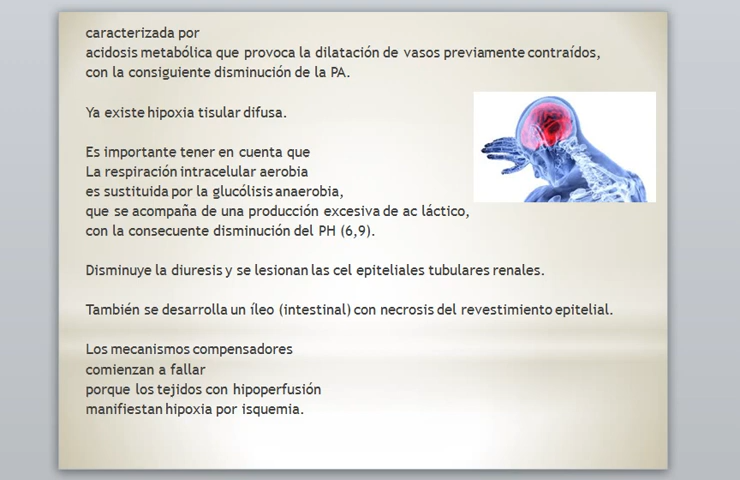 caracterizada por
acidosis metabólica que provoca la dilatación de vasos previamente contraídos,
con la consiguiente disminución de la PA.
Ya existe hipoxia tisular difusa.
Es importante tener en cuenta que
La respiración intracelular aerobia
es sustituida por la glucólisis anaerobia,
que se acompaña de una producción excesiva de ac láctico,
con la consecuente disminución del PH (6,9).
Disminuye la diuresis y se lesionan las cel epiteliales tubulares renales.
También se desarrolla un íleo (intestinal) con necrosis del revestimiento epitelial.
Los mecanismos compensadores
comienzan a fallar
porque los tejidos con hipoperfusión
manifiestan hipoxia por isquemia.